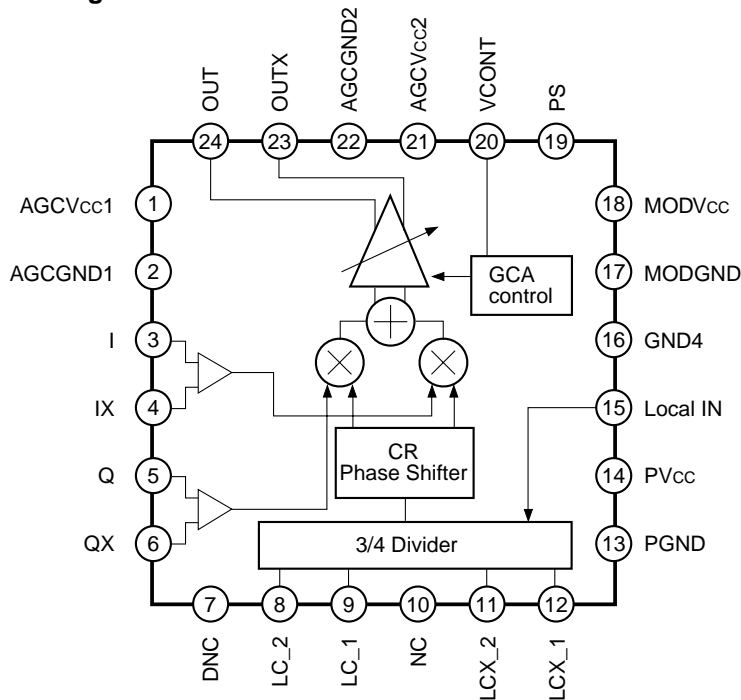 OUT
OUTX
AGCGND2
AGCVCC2
VCONT
PS
24
23
22
21
20
19
AGCVCC1
1
18
MODVCC
AGCGND1
2
17
MODGND
GCA
control
I
3
16
GND4
IX
4
15
Local IN
CR
Phase Shifter
Q
5
14
PVCC
QX
6
13
PGND
3/4 Divider
7
8
9
10
11
12
DNC
LC_2
LC_1
NC
LCX_2
LCX_1